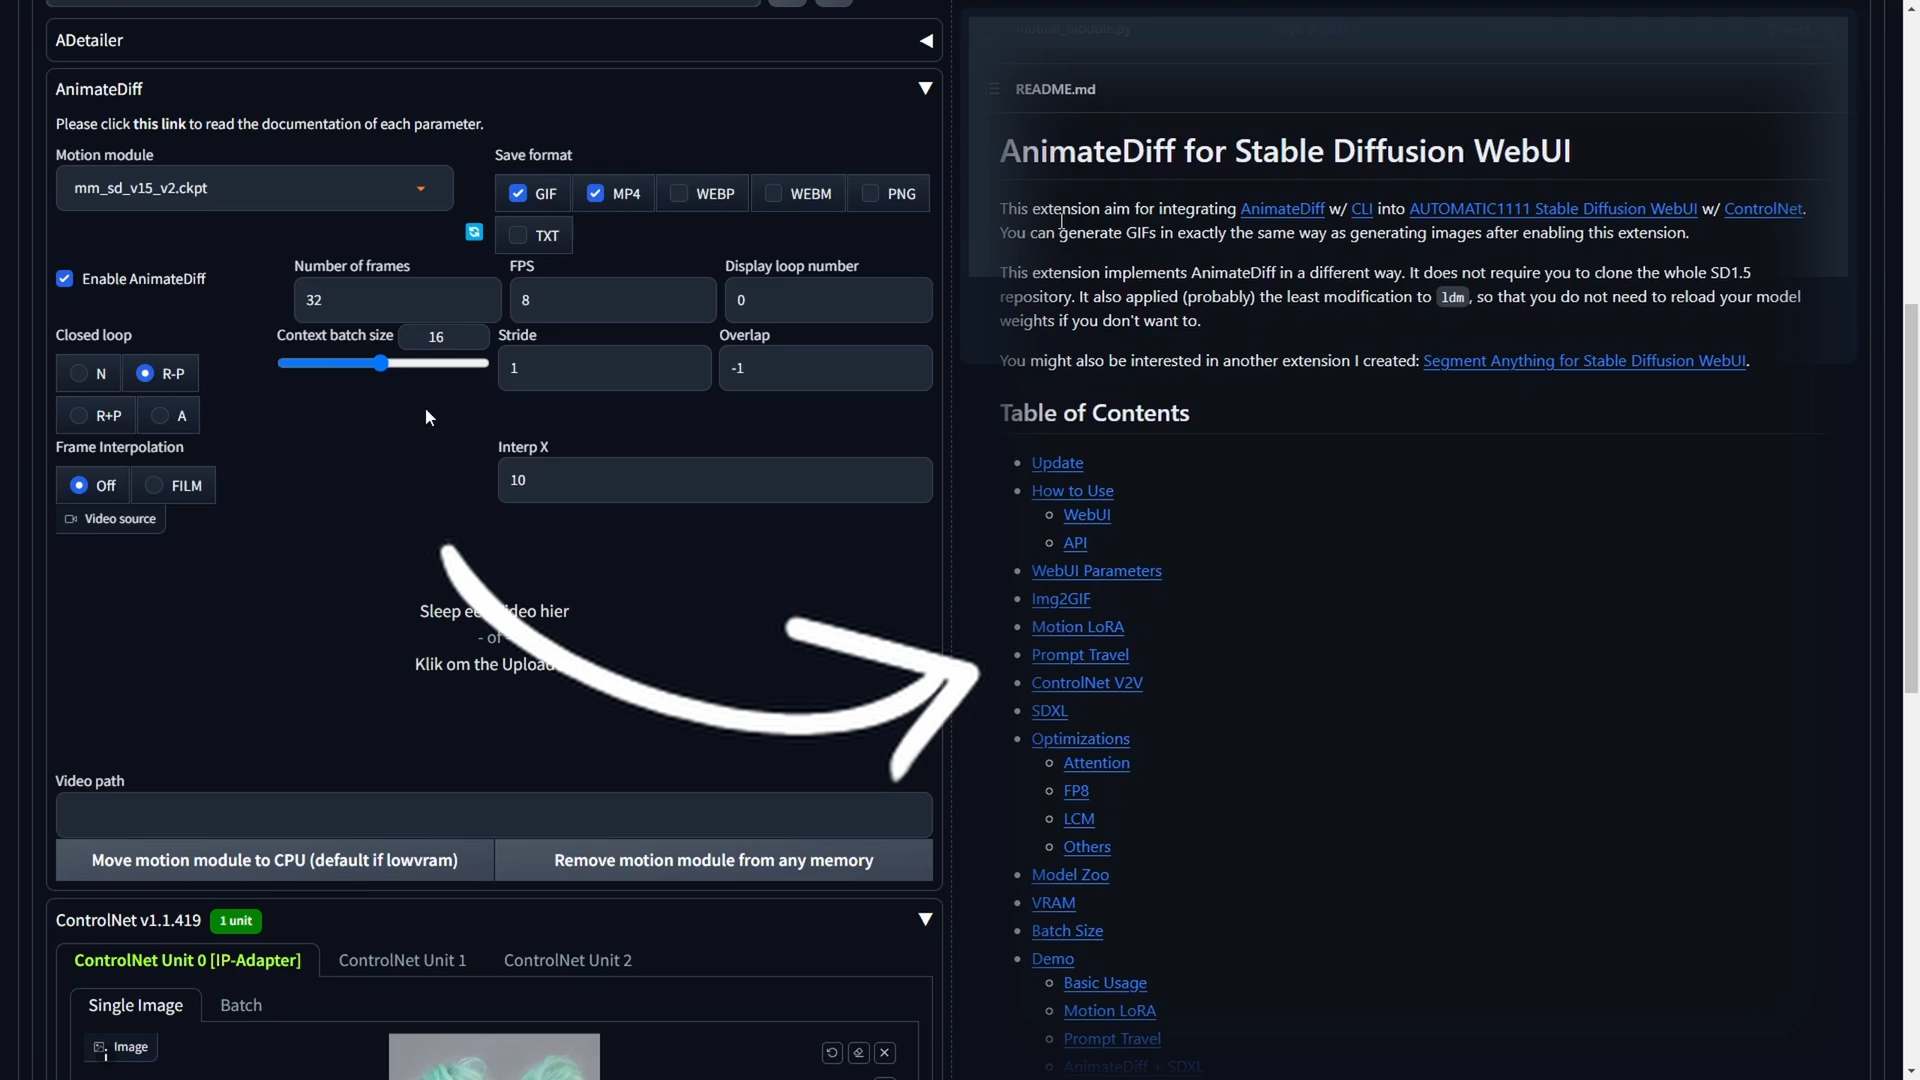 ADetailer
AnimateDiff
Please click this link to read the documentation of each parameter.
Motion module
mm_sd_v15_v2.ckpt
Save format
GIF
MP4
WEBP
WEBM
PNG
TXT
Enable AnimateDiff
Number of frames
32
FPS
8
Display loop number
0
Closed loop
N
R-P
R+P
A
Context batch size
16
Stride
1
Overlap
-1
Frame Interpolation
Off
FILM
Interp X
10
Video source
Sleep hier
- of
Klik om the
Video path
Move motion module to CPU (default if lowvram)
Remove motion module from any memory
ControlNet v1.1.419
1 unit
ControlNet Unit 0 [IP-Adapter]
ControlNet Unit 1
ControlNet Unit 2
Single Image
Batch
Image
motion_module.py
README.md
AnimateDiff for Stable Diffusion WebUI
This extension aim for integrating AnimateDiff w/ CLI into AUTOMATIC1111 Stable Diffusion WebUI w/ ControlNet.
You can generate GIFs in exactly the same way as generating images after enabling this extension.
This extension implements AnimateDiff in a different way. It does not require you to clone the whole SD1.5
repository. It also applied (probably) the least modification to ldm, so that you do not need to reload your model
weights if you don't want to.
You might also be interested in another extension I created: Segment Anything for Stable Diffusion WebUI.
Table of Contents
Update
How to Use
WebUI
API
WebUI Parameters
Img2GIF
Motion LoRA
Prompt Travel
ControlNet V2V
SDXL
Optimizations
Attention
FP8
LCM
Others
Model Zoo
VRAM
Batch Size
Demo
Basic Usage
Motion LoRA
Prompt Travel
AnimateDiff + SDXL